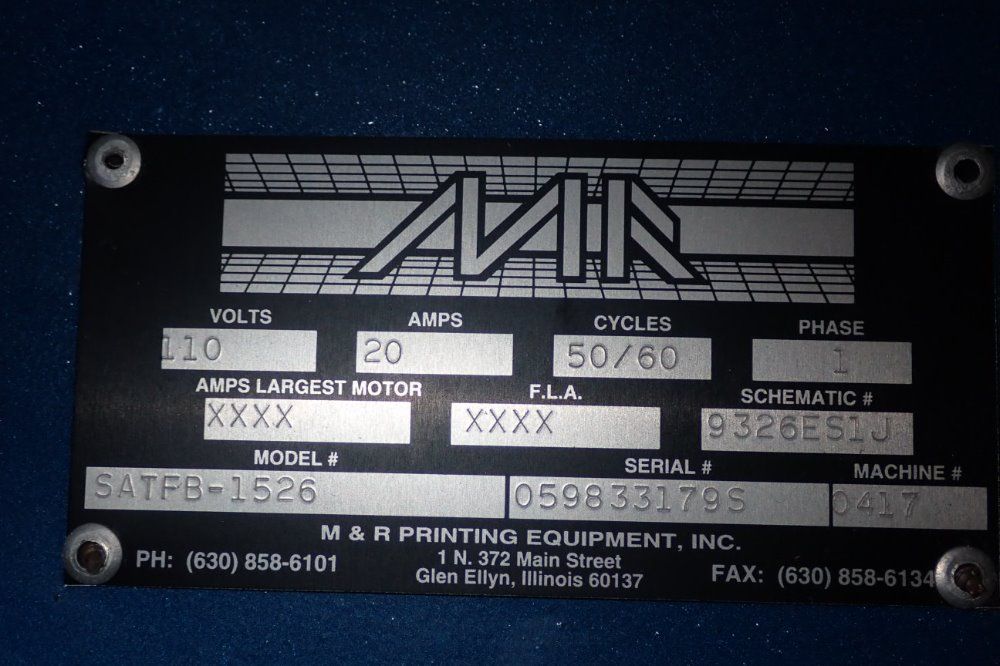 M&R
VOLTS AMPS CYCLES PHASE
110 20 50/60 1
AMPS LARGEST MOTOR F.L.A. SCHEMATIC #
XXXX XXXX 9326ES1J
MODEL # SERIAL # MACHINE #
SATFB-1526 059833179S 0417
M & R PRINTING EQUIPMENT, INC.
PH: (630) 858-6101 1 N. 372 Main Street FAX: (630) 858-6134
Glen Ellyn, Illinois 60137